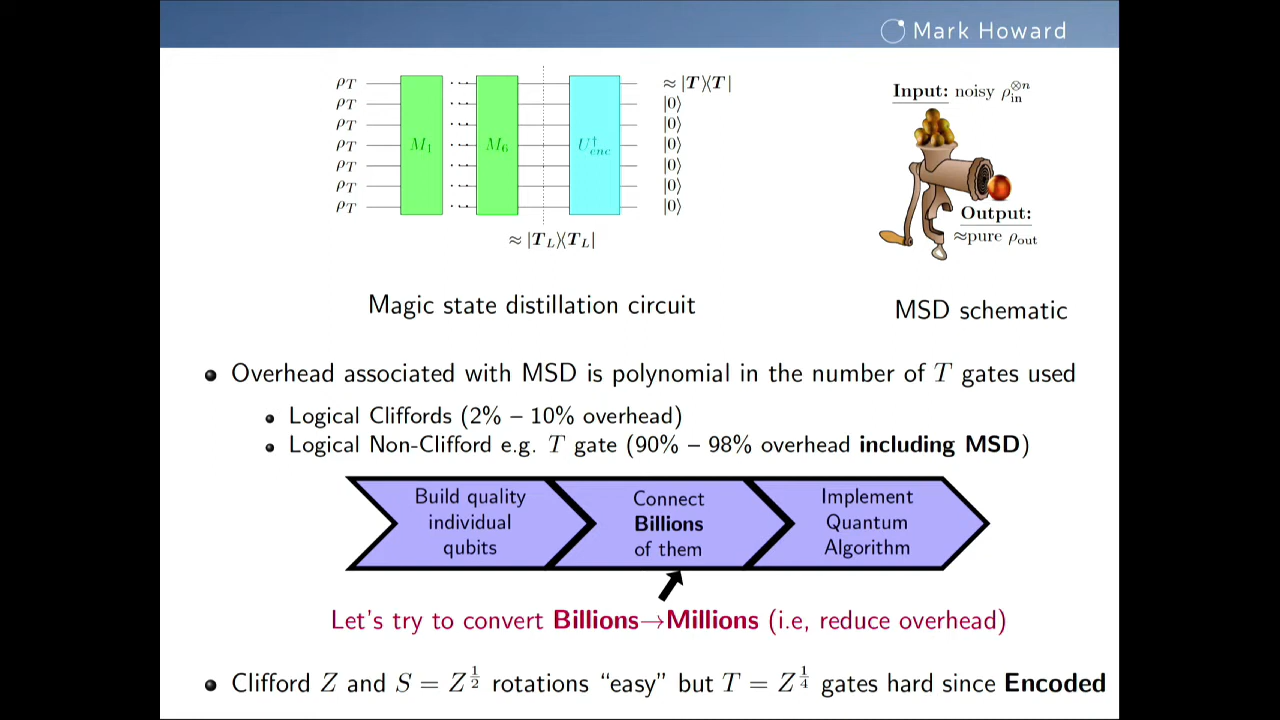 Mark Howard
ρT M1 · · · M6 U†enc ≈ |T⟩⟨T|
ρT |0⟩
ρT |0⟩
ρT |0⟩
ρT |0⟩
ρT |0⟩
ρT |0⟩
≈ |TL⟩⟨TL|
Magic state distillation circuit
Input: noisy ρin⊗n
Output:
≈pure ρout
MSD schematic
• Overhead associated with MSD is polynomial in the number of T gates used
• Logical Cliffords (2% – 10% overhead)
• Logical Non-Clifford e.g. T gate (90% – 98% overhead including MSD)
Build quality
individual
qubits
Connect
Billions
of them
Implement
Quantum
Algorithm
Let's try to convert Billions→Millions (i.e, reduce overhead)
• Clifford Z and S = Z^1/2 rotations “easy” but T = Z^1/4 gates hard since Encoded